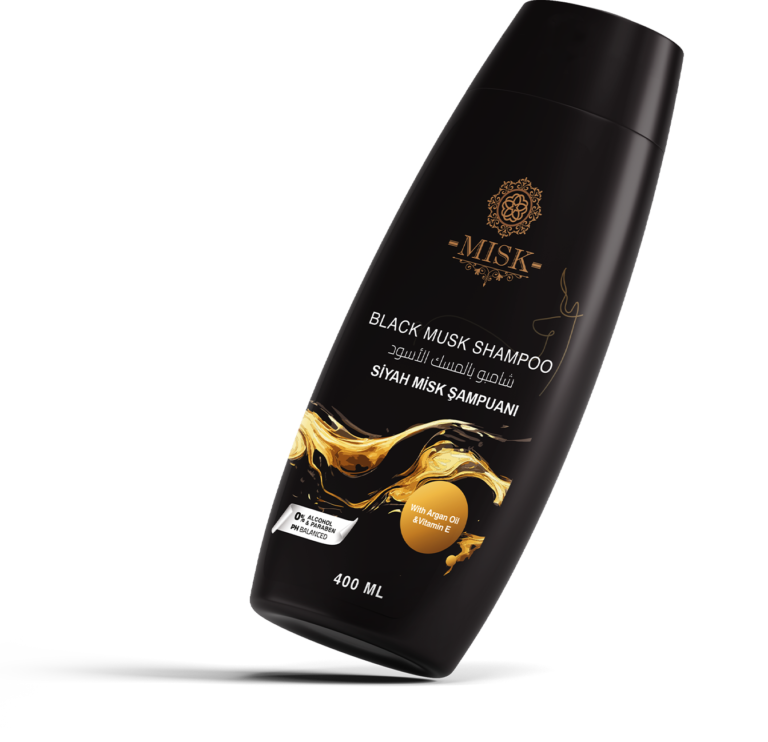 -MISK-
BLACK MUSK SHAMPOO
شامبو بالمسك الأسود
SİYAH MİSK ŞAMPUANI
With Argan Oil
&Vitamin E
0% ALCOHOL
& PARABEN
PH BALANCED
400 ML